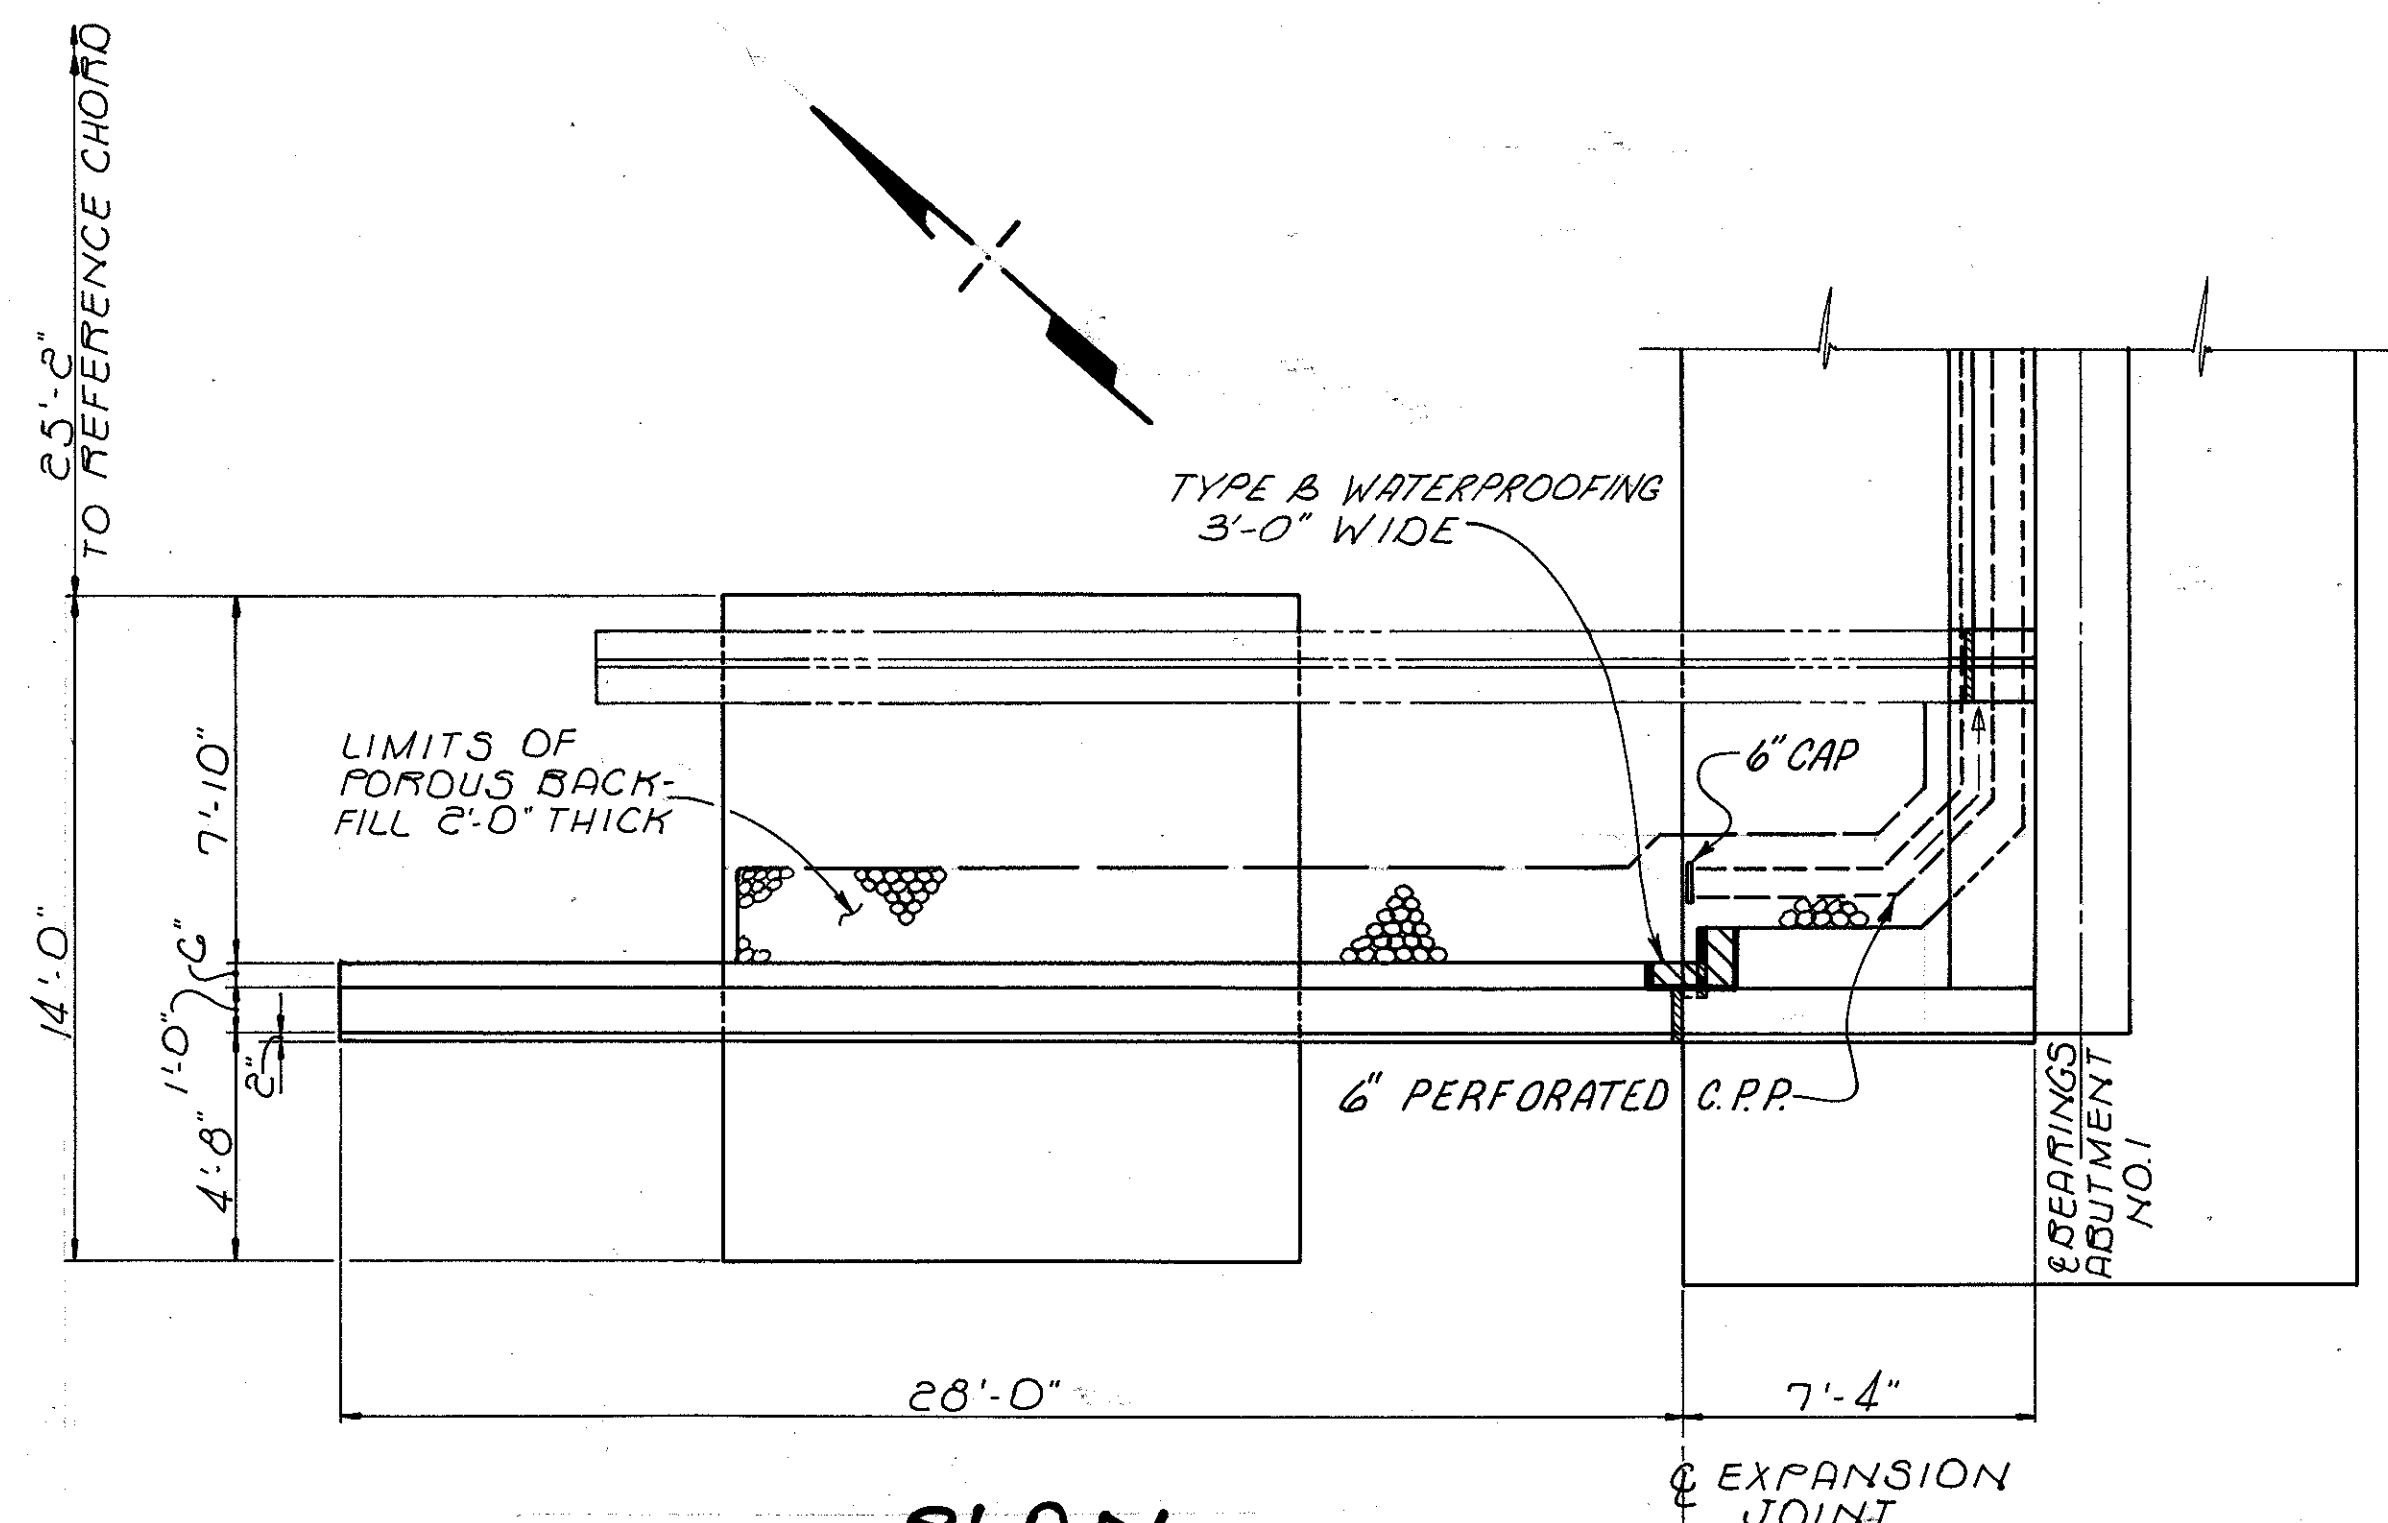 25'-2"
TO REFERENCE CHORD
TYPE B WATERPROOFING
3'-0" WIDE
LIMITS OF
POROUS BACK-
FILL 2'-0" THICK
6" CAP
7'-10"
14'-0"
6"
1'-0"
2"
4'-8"
6" PERFORATED C.P.P.
℄ BEARINGS
ABUTMENT
NO. 1
28'-0"
7'-4"
℄ EXPANSION
JOINT
PLAN